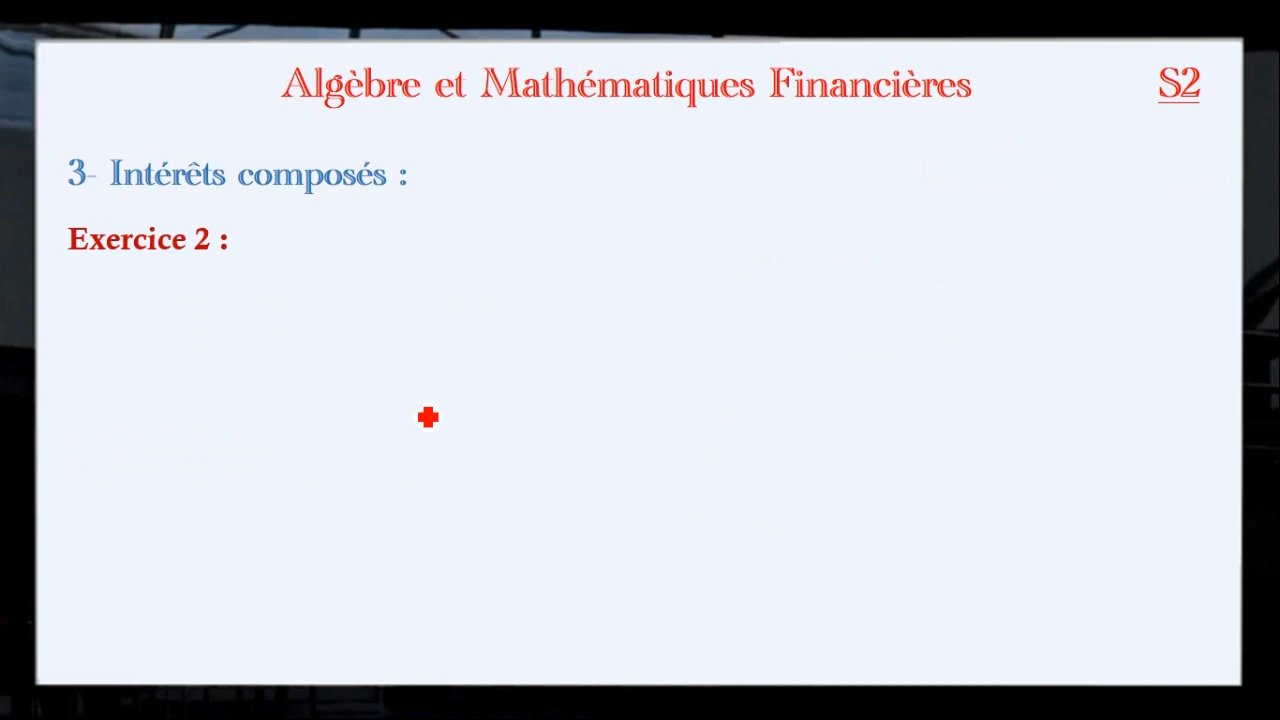 Algèbre et Mathématiques Financières S2
3- Intérêts composés :
Exercice 2 :